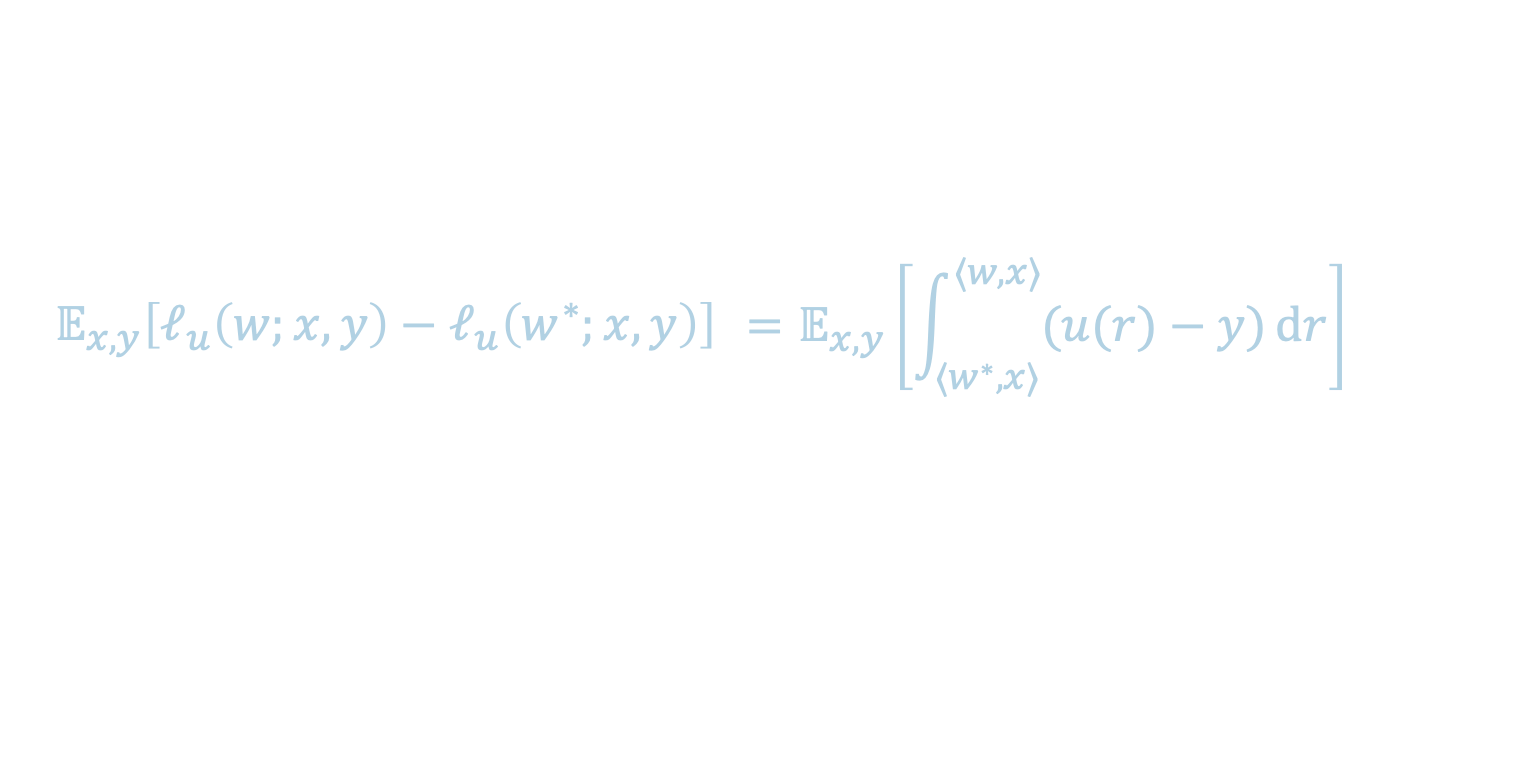 𝔼_{x,y}[ℓ_u(w; x, y) − ℓ_u(w*; x, y)] = 𝔼_{x,y}[∫_{⟨w*,x⟩}^{⟨w,x⟩} (u(r) − y) dr]